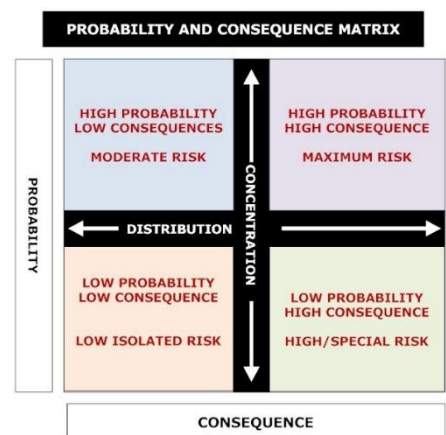 PROBABILITY AND CONSEQUENCE MATRIX
PROBABILITY
HIGH PROBABILITY
LOW CONSEQUENCES
MODERATE RISK
HIGH PROBABILITY
HIGH CONSEQUENCE
MAXIMUM RISK
CONCENTRATION
DISTRIBUTION
LOW PROBABILITY
LOW CONSEQUENCE
LOW ISOLATED RISK
LOW PROBABILITY
HIGH CONSEQUENCE
HIGH/SPECIAL RISK
CONSEQUENCE